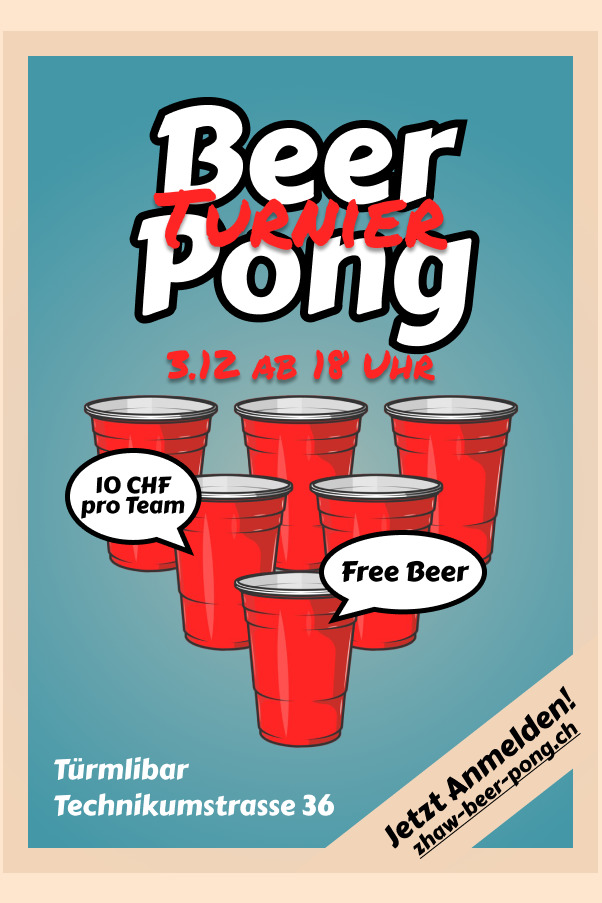 Beer
Turnier
Pong
3.12 ab 18 Uhr
10 CHF
pro Team
Free Beer
Türmlibar
Technikumstrasse 36
Jetzt Anmelden!
zhaw-beer-pong.ch